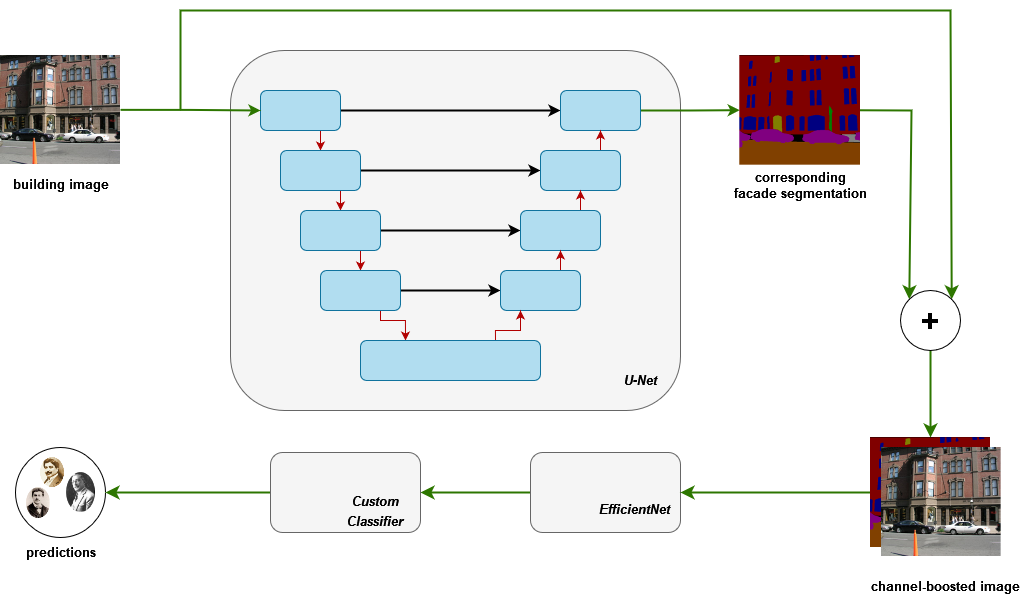 building image
corresponding
facade segmentation
U-Net
+
predictions
Custom
Classifier
EfficientNet
channel-boosted image